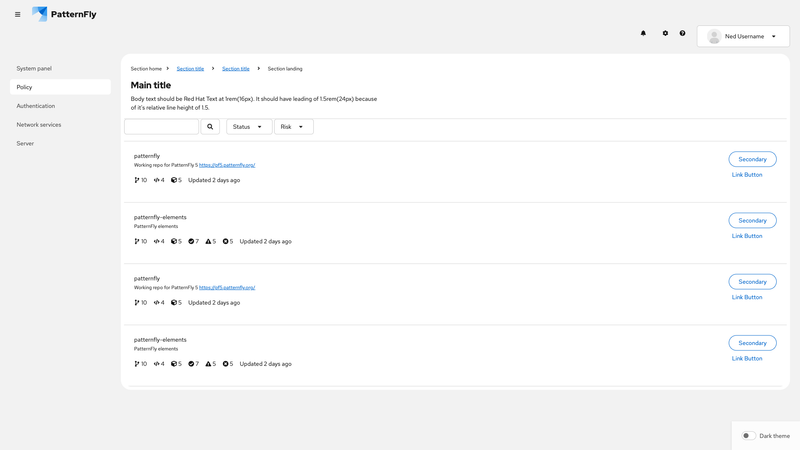 PatternFly
Ned Username
System panel
Policy
Authentication
Network services
Server
Section home Section title Section title Section landing
Main title
Body text should be Red Hat Text at 1rem(16px). It should have leading of 1.5rem(24px) because
of it's relative line height of 1.5.
Status Risk
patternfly
Working repo for PatternFly 5 https://pf5.patternfly.org/
10 4 5 Updated 2 days ago
Secondary
Link Button
patternfly-elements
PatternFly elements
10 4 5 7 5 5 Updated 2 days ago
Secondary
Link Button
patternfly
Working repo for PatternFly 5 https://pf5.patternfly.org/
10 4 5 Updated 2 days ago
Secondary
Link Button
patternfly-elements
PatternFly elements
10 4 5 7 5 5 Updated 2 days ago
Secondary
Link Button
Dark theme